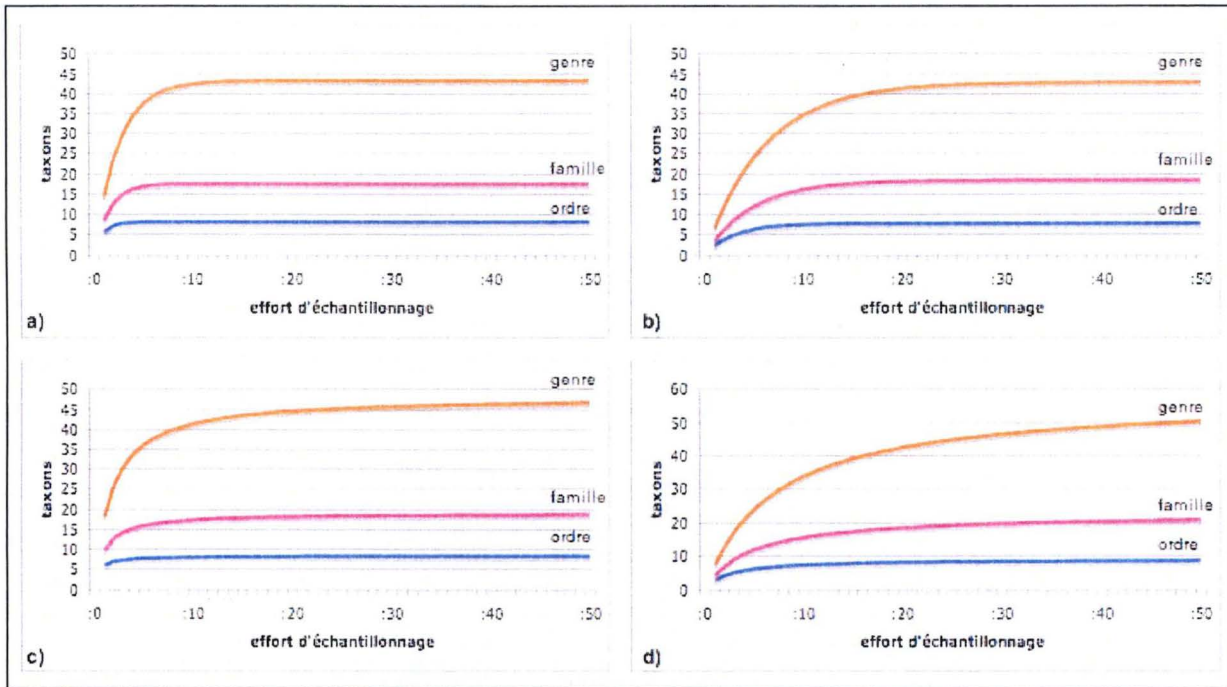 50
45
40
35
30
25
20
15
10
5
0
taxons
genre
famille
ordre
:0 :10 :20 :30 :40 :50
effort d'échantillonnage
a)
50
45
40
35
30
25
20
15
10
5
0
taxons
genre
famille
ordre
:0 :10 :20 :30 :40 :50
effort d'échantillonnage
b)
50
45
40
35
30
25
20
15
10
5
0
taxons
genre
famille
ordre
:0 :10 :20 :30 :40 :50
effort d'échantillonnage
c)
60
50
40
30
20
10
0
taxons
genre
famille
ordre
:0 :10 :20 :30 :40 :50
effort d'échantillonnage
d)